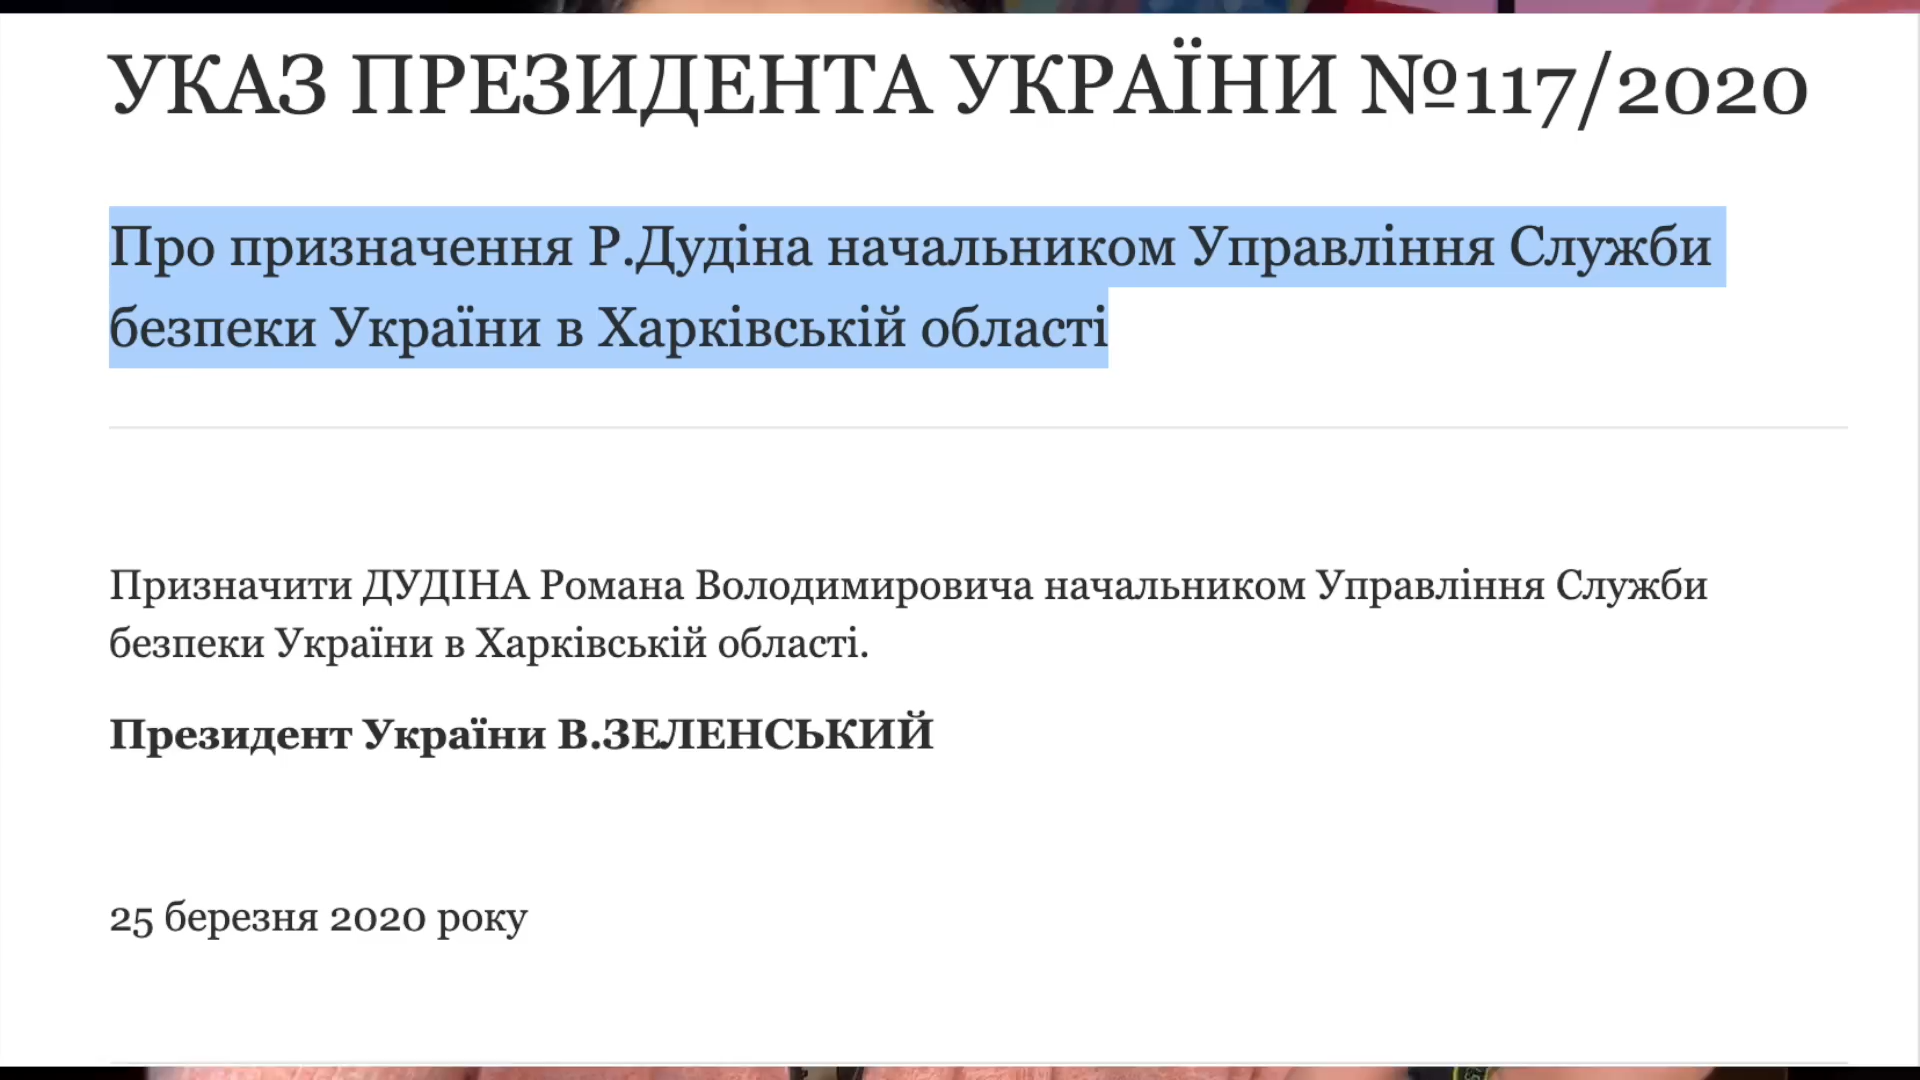 УКАЗ ПРЕЗИДЕНТА УКРАЇНИ №117/2020
Про призначення Р.Дудіна начальником Управління Служби
безпеки України в Харківській області
Призначити ДУДІНА Романа Володимировича начальником Управління Служби
безпеки України в Харківській області.
Президент України В.ЗЕЛЕНСЬКИЙ
25 березня 2020 року